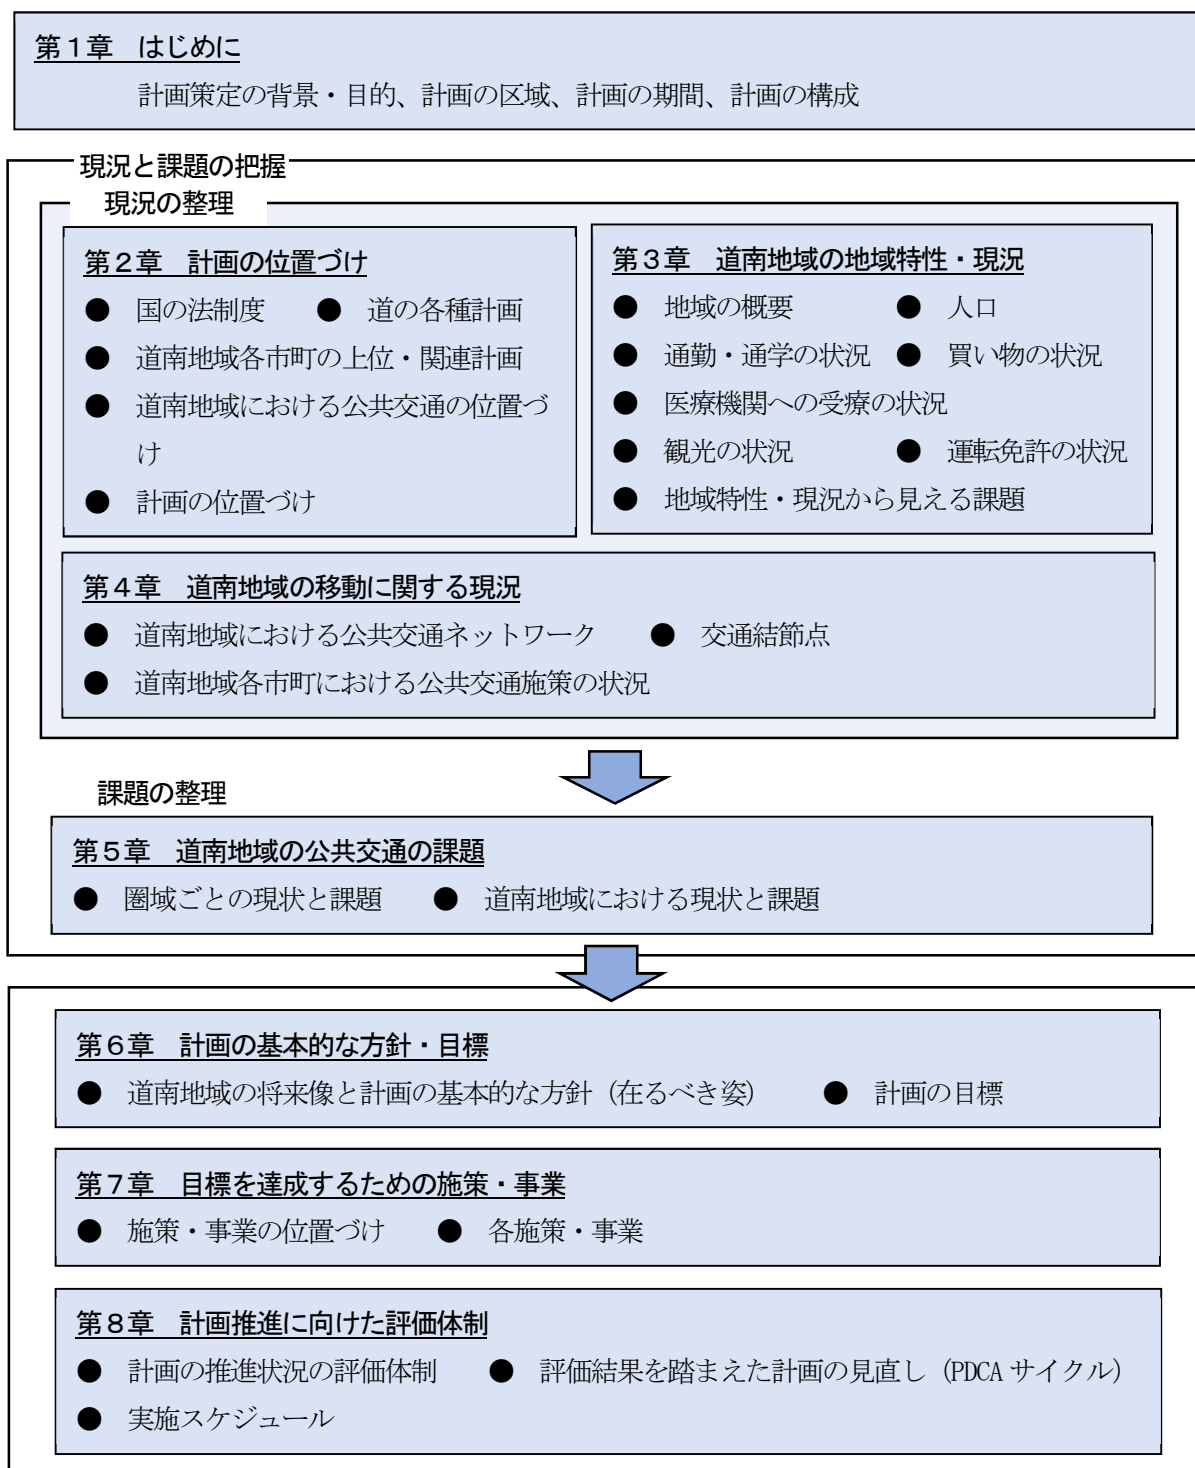 第１章　はじめに
計画策定の背景・目的、計画の区域、計画の期間、計画の構成
現況と課題の把握
現況の整理
第２章　計画の位置づけ
●　国の法制度　　●　道の各種計画
●　道南地域各市町の上位・関連計画
●　道南地域における公共交通の位置づ
け
●　計画の位置づけ
第３章　道南地域の地域特性・現況
●　地域の概要　　　　●　人口
●　通勤・通学の状況　●　買い物の状況
●　医療機関への受療の状況
●　観光の状況　　　　●　運転免許の状況
●　地域特性・現況から見える課題
第４章　道南地域の移動に関する現況
●　道南地域における公共交通ネットワーク　　●　交通結節点
●　道南地域各市町における公共交通施策の状況
課題の整理
第５章　道南地域の公共交通の課題
●　圏域ごとの現状と課題　　●　道南地域における現状と課題
第６章　計画の基本的な方針・目標
●　道南地域の将来像と計画の基本的な方針（在るべき姿）　　●　計画の目標
第７章　目標を達成するための施策・事業
●　施策・事業の位置づけ　　●　各施策・事業
第８章　計画推進に向けた評価体制
●　計画の推進状況の評価体制　　●　評価結果を踏まえた計画の見直し（PDCA サイクル）
●　実施スケジュール